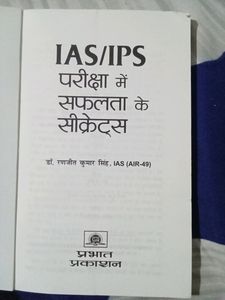 IAS/IPS
परीक्षा में
सफलता के
सीक्रेट्स
डॉ. रणजीत कुमार सिंह, IAS (AIR-49)
प्रभात
प्रकाशन